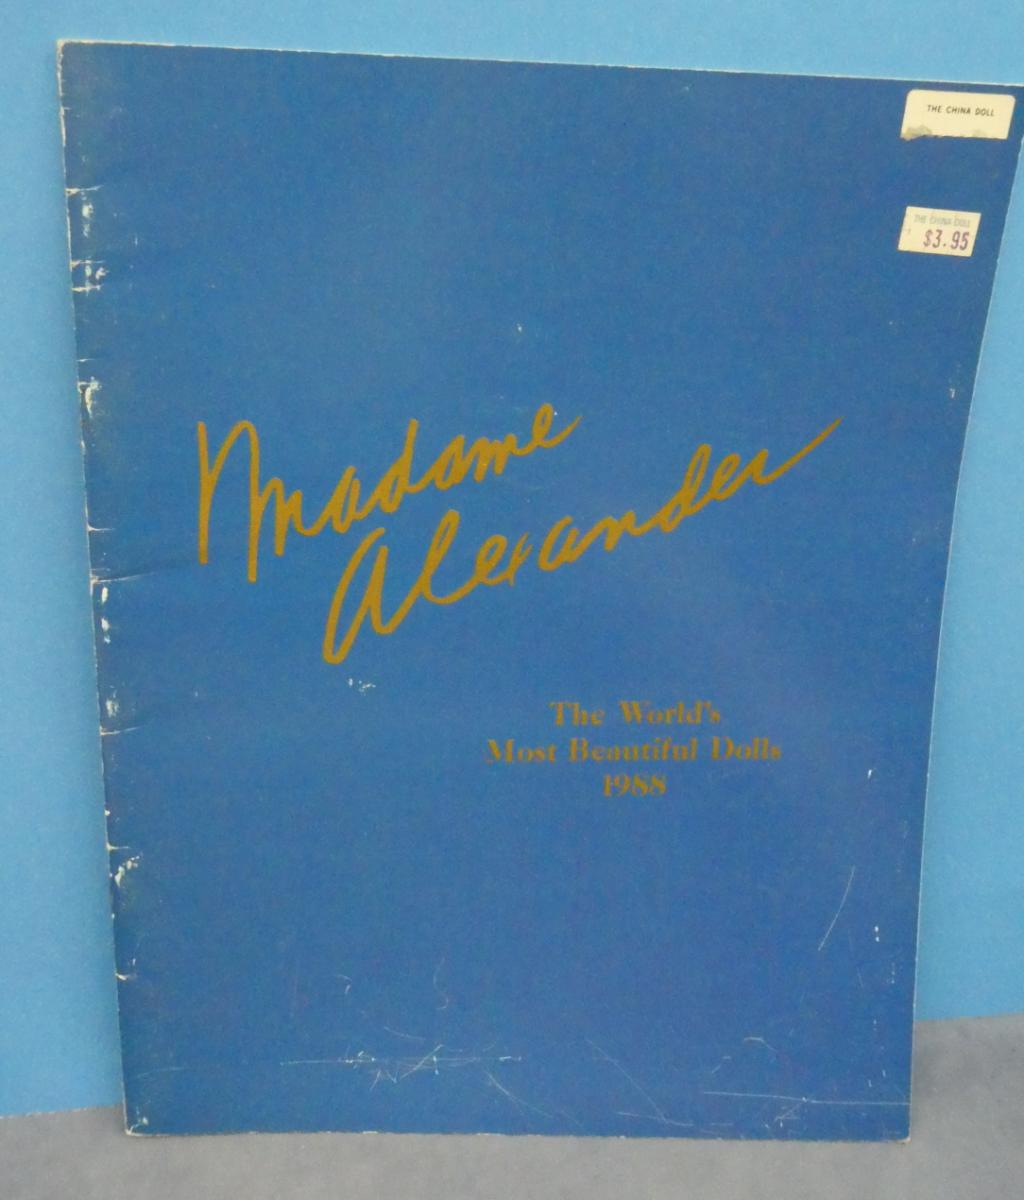 THE CHINA DOLL
THE CHINA DOLL
$3.95
Madame
Alexander
The World's
Most Beautiful Dolls
1988